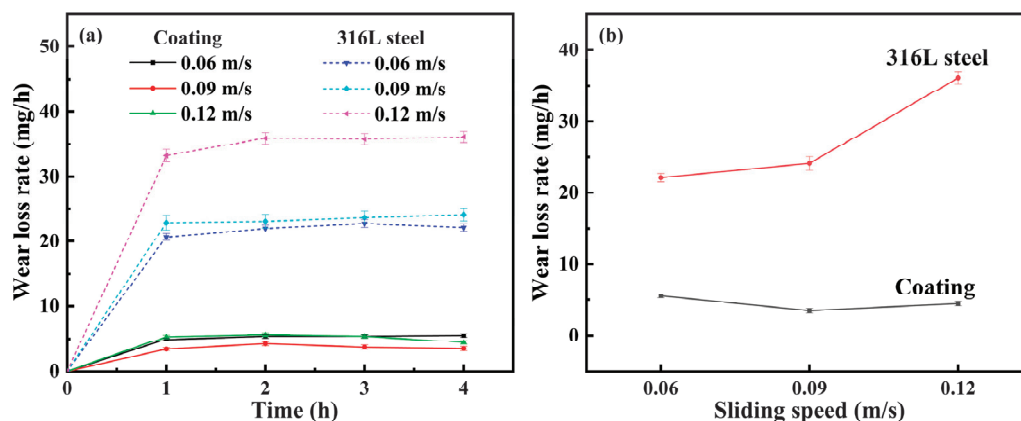 (a)
Coating 316L steel
0.06 m/s 0.06 m/s
0.09 m/s 0.09 m/s
0.12 m/s 0.12 m/s
50
40
30
20
10
0
Wear loss rate (mg/h)
0 1 2 3 4
Time (h)
(b)
316L steel
Coating
40
30
20
10
0
Wear loss rate (mg/h)
0.06 0.09 0.12
Sliding speed (m/s)